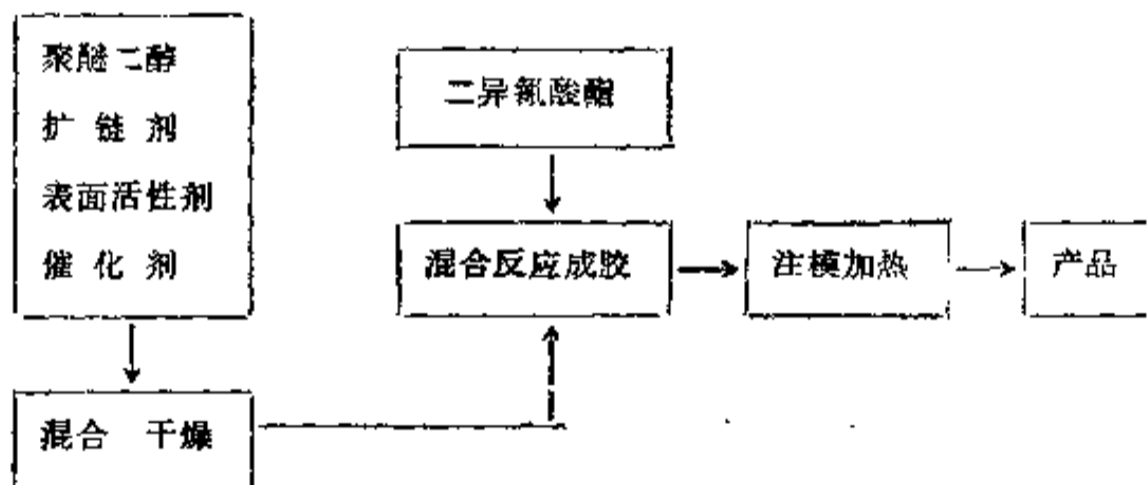 聚醚二醇
扩链剂
表面活性剂
催化剂
混合 干燥
二异氰酸酯
混合反应成胶
注模加热
产品